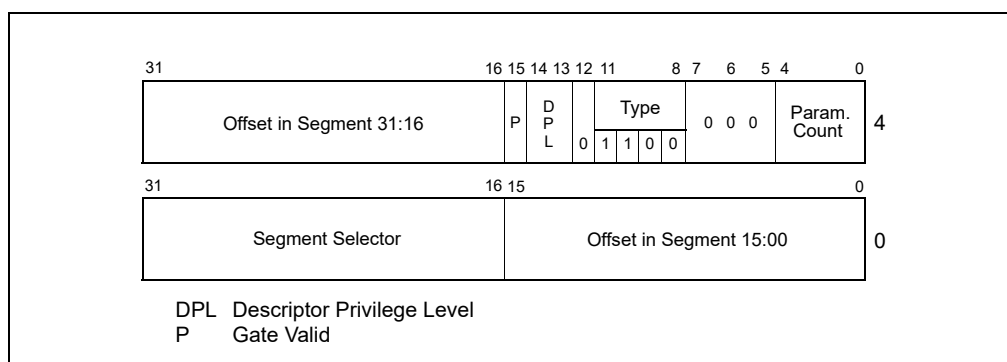 31 16 15 14 13 12 11 8 7 6 5 4 0
Offset in Segment 31:16 P D P L 0 Type 1 1 0 0 0 0 0 Param. Count 4
31 16 15 0
Segment Selector Offset in Segment 15:00 0
DPL Descriptor Privilege Level
P Gate Valid